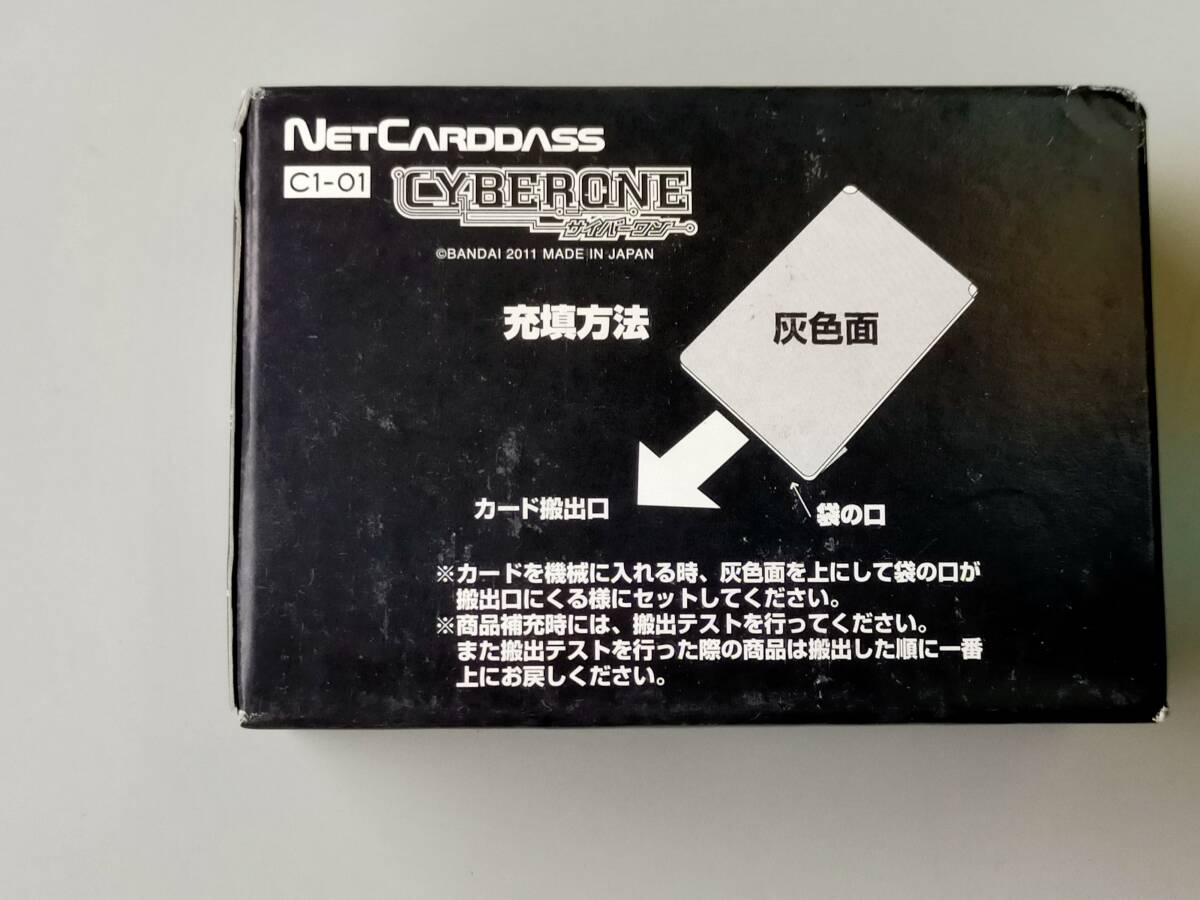 NETCARDDASS
C1-01
CYBERONE
サイバーワン
©BANDAI 2011 MADE IN JAPAN
充填方法
灰色面
カード搬出口
袋の口
※カードを機械に入れる時、灰色面を上にして袋の口が
搬出口にくる様にセットしてください。
※商品補充時には、搬出テストを行ってください。
また搬出テストを行った際の商品は搬出した順に一番
上にお戻しください。